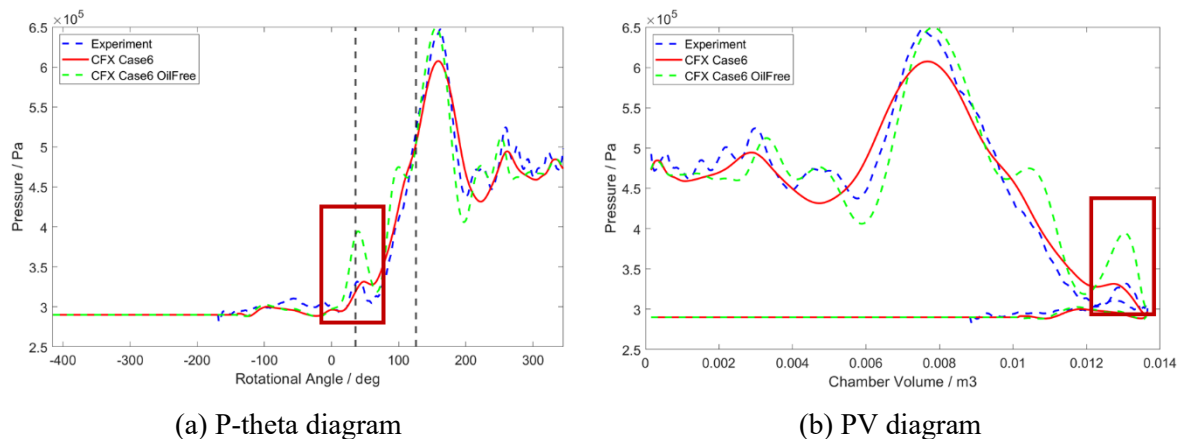 ×10⁵
6.5
6
5.5
5
4.5
4
3.5
3
2.5
Pressure / Pa
Experiment
CFX Case6
CFX Case6 OilFree
-400 -300 -200 -100 0 100 200 300
Rotational Angle / deg
(a) P-theta diagram
×10⁵
6.5
6
5.5
5
4.5
4
3.5
3
2.5
Pressure / Pa
Experiment
CFX Case6
CFX Case6 OilFree
0 0.002 0.004 0.006 0.008 0.01 0.012 0.014
Chamber Volume / m3
(b) PV diagram